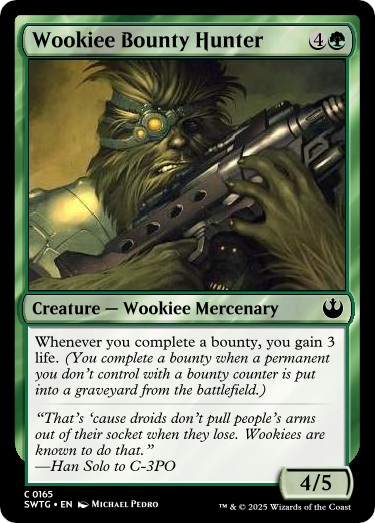 Wookiee Bounty Hunter 4
Creature — Wookiee Mercenary
Whenever you complete a bounty, you gain 3
life. (You complete a bounty when a permanent
you don't control with a bounty counter is put
into a graveyard from the battlefield.)
“That's ‘cause droids don't pull people's arms
out of their socket when they lose. Wookiees are
known to do that.”
—Han Solo to C-3PO
4/5
C 0165
SWTG • EN Michael Pedro
™ & © 2025 Wizards of the Coast